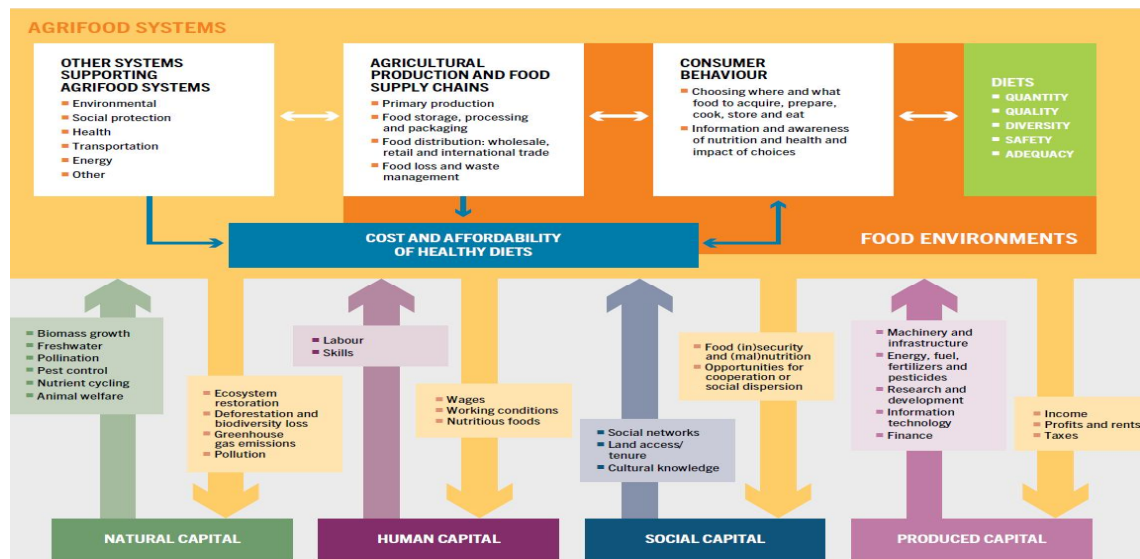 AGRIFOOD SYSTEMS
OTHER SYSTEMS
SUPPORTING
AGRIFOOD SYSTEMS
Environmental
Social protection
Health
Transportation
Energy
Other
AGRICULTURAL
PRODUCTION AND FOOD
SUPPLY CHAINS
Primary production
Food storage, processing
and packaging
Food distribution: wholesale,
retail and international trade
Food loss and waste
management
CONSUMER
BEHAVIOUR
Choosing where and what
food to acquire, prepare,
cook, store and eat
Information and awareness
of nutrition and health and
impact of choices
DIETS
QUANTITY
QUALITY
DIVERSITY
SAFETY
ADEQUACY
COST AND AFFORDABILITY
OF HEALTHY DIETS
FOOD ENVIRONMENTS
Biomass growth
Freshwater
Pollination
Pest control
Nutrient cycling
Animal welfare
Ecosystem
restoration
Deforestation and
biodiversity loss
Greenhouse
gas emissions
Pollution
Labour
Skills
Wages
Working conditions
Nutritious foods
Social networks
Land access/
tenure
Cultural knowledge
Food (in)security
and (mal)nutrition
Opportunities for
cooperation or
social dispersion
Machinery and
infrastructure
Energy, fuel,
fertilizers and
pesticides
Research and
development
Information
technology
Finance
Income
Profits and rents
Taxes
NATURAL CAPITAL
HUMAN CAPITAL
SOCIAL CAPITAL
PRODUCED CAPITAL